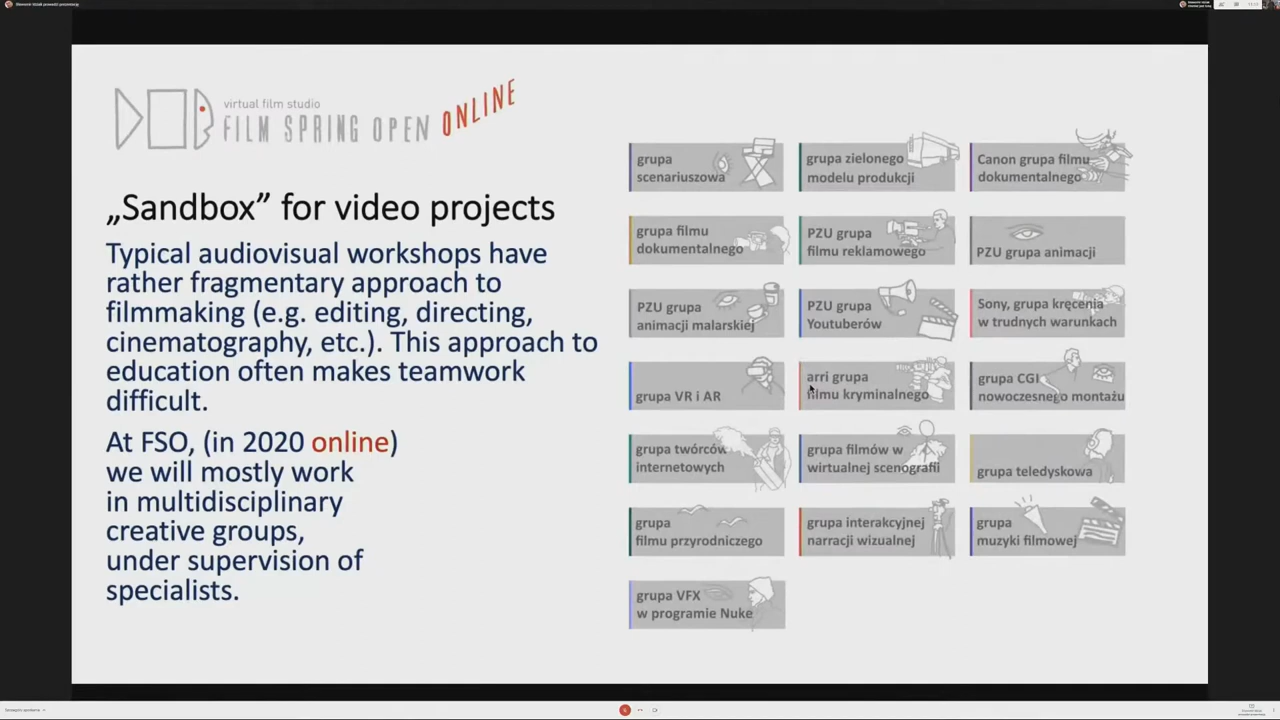 Sławomir Idziak prowadzi prezentację
virtual film studio
FILM SPRING OPEN ONLINE
„Sandbox” for video projects
Typical audiovisual workshops have
rather fragmentary approach to
filmmaking (e.g. editing, directing,
cinematography, etc.). This approach to
education often makes teamwork
difficult.
At FSO, (in 2020 online)
we will mostly work
in multidisciplinary
creative groups,
under supervision of
specialists.
grupa
scenariuszowa
grupa zielonego
modelu produkcji
Canon grupa filmu
dokumentalnego
grupa filmu
dokumentalnego
PZU grupa
filmu reklamowego
PZU grupa animacji
PZU grupa
animacji malarskiej
PZU grupa
Youtuberów
Sony, grupa kręcenia
w trudnych warunkach
grupa VR i AR
arri grupa
filmu kryminalnego
grupa CGI
nowoczesnego montażu
grupa twórców
internetowych
grupa filmów w
wirtualnej scenografii
grupa teledyskowa
grupa
filmu przyrodniczego
grupa interakcyjnej
narracji wizualnej
grupa
muzyki filmowej
grupa VFX
w programie Nuke
Szczegóły spotkania